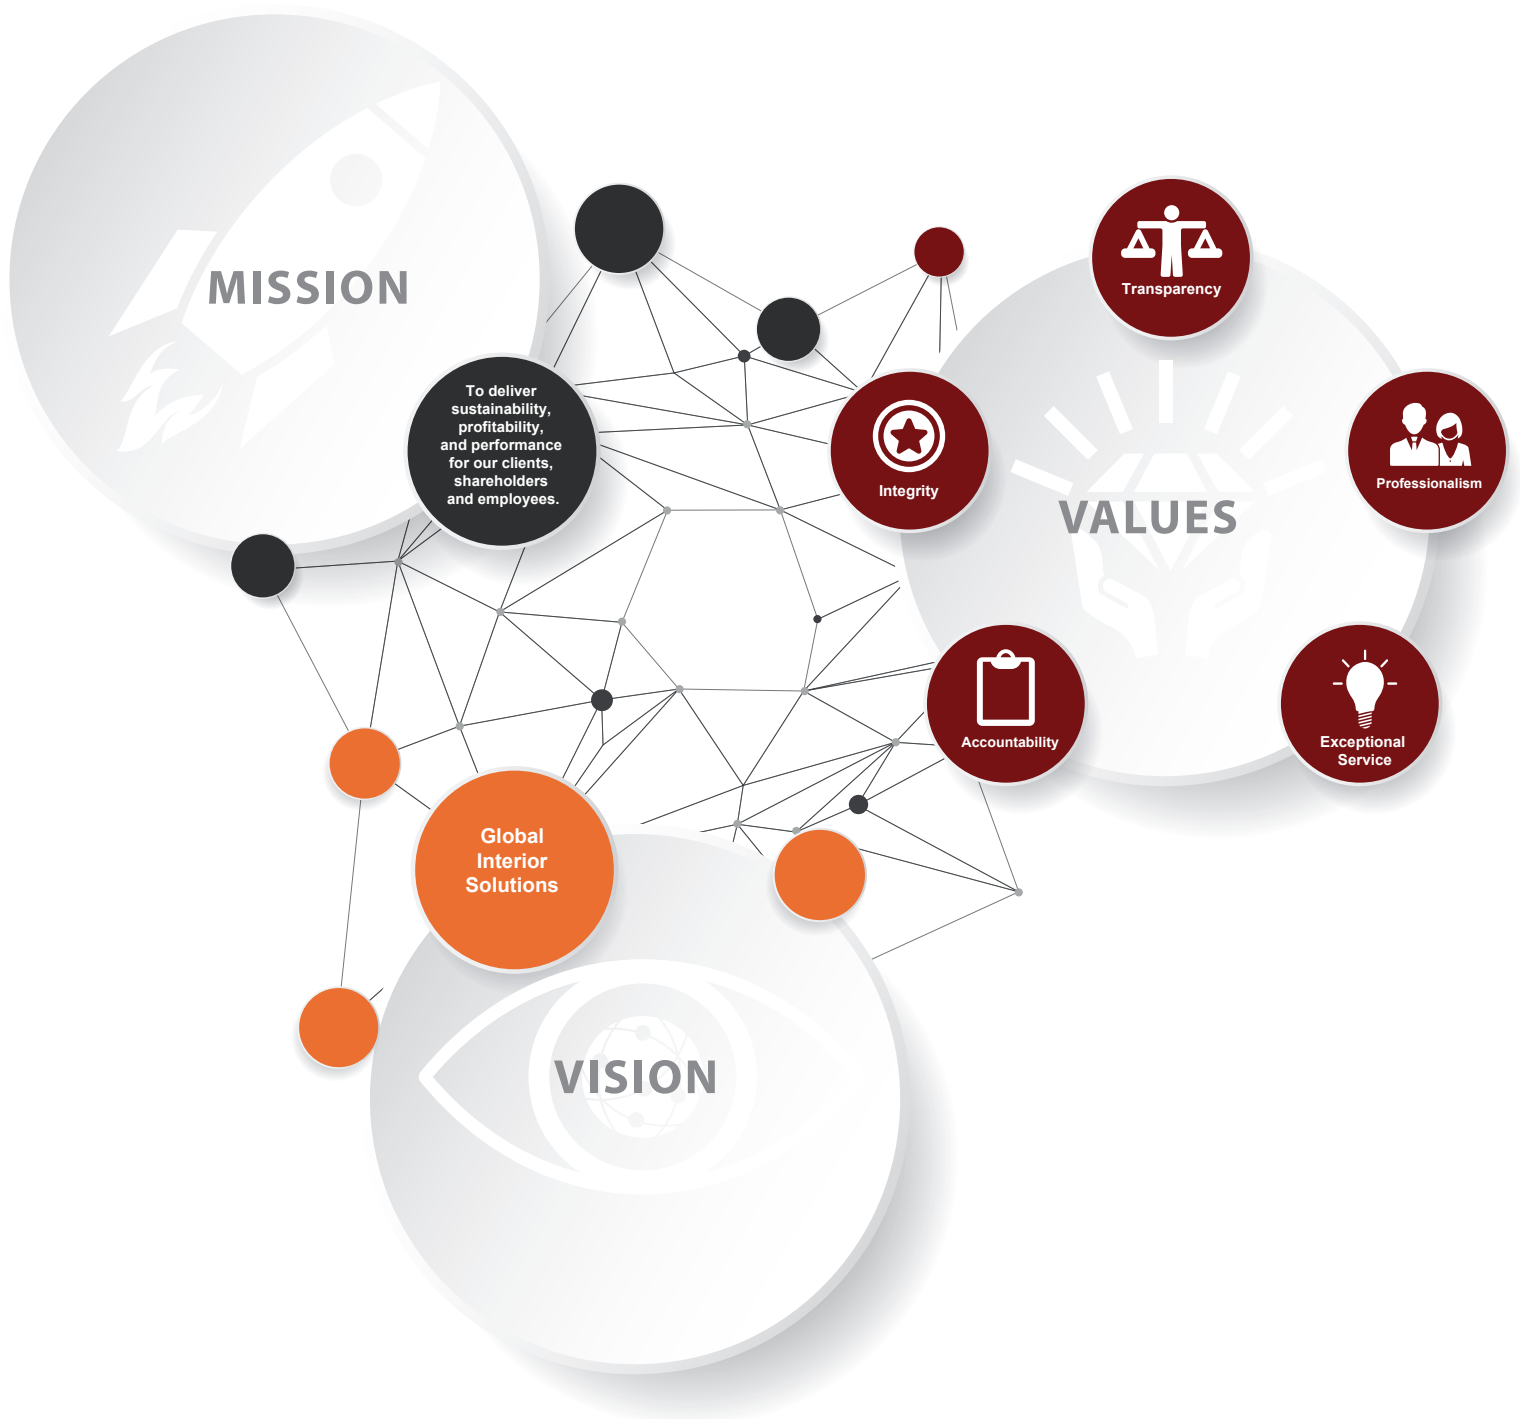 MISSION
To deliver
sustainability,
profitability,
and performance
for our clients,
shareholders
and employees.
Transparency
Integrity
Professionalism
VALUES
Accountability
Exceptional
Service
Global
Interior
Solutions
VISION